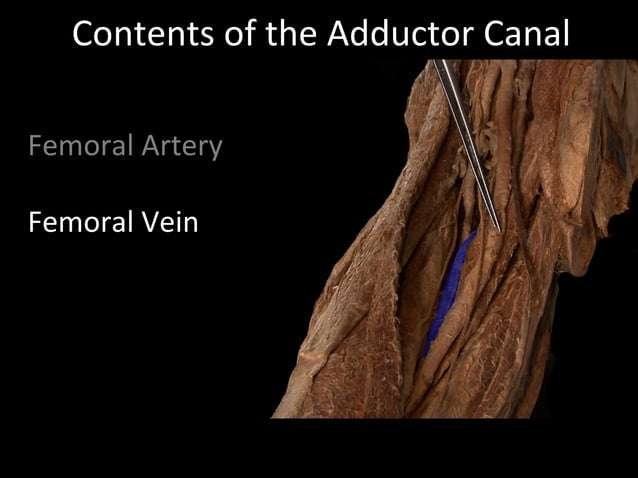 Contents of the Adductor Canal
Femoral Artery
Femoral Vein